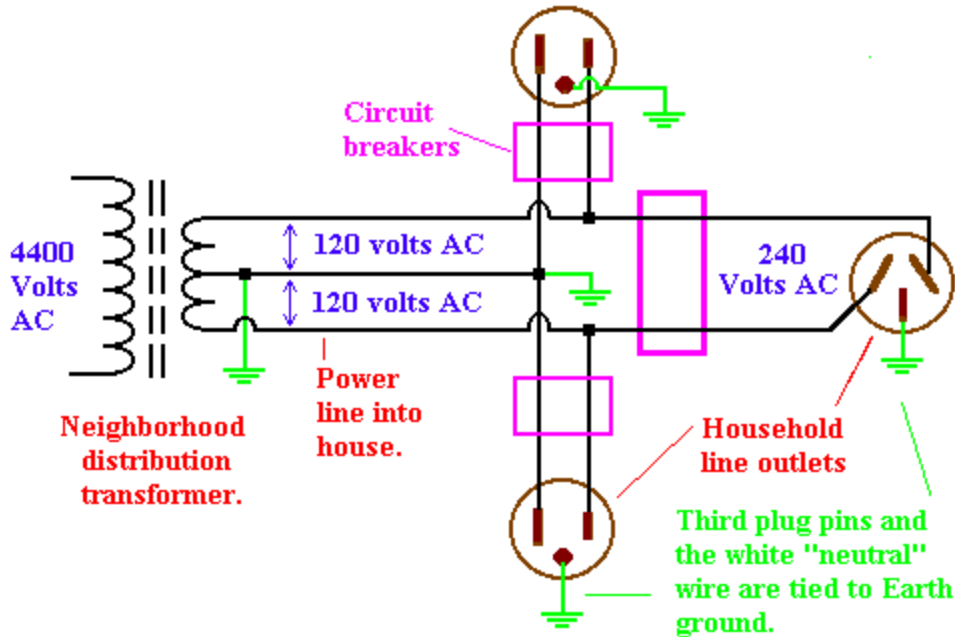 Circuit
breakers
4400
Volts
AC
120 volts AC
120 volts AC
240
Volts AC
Power
line into
house.
Neighborhood
distribution
transformer.
Household
line outlets
Third plug pins and
the white "neutral"
wire are tied to Earth
ground.